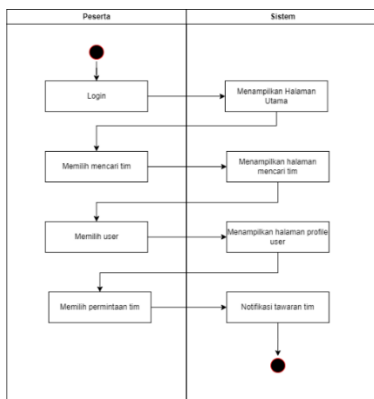 Peserta
Sistem
Login
Menampilkan Halaman
Utama
Memilih mencari tim
Menampilkan halaman
mencari tim
Memilih user
Menampilkan halaman profile
user
Memilih permintaan tim
Notifikasi tawaran tim